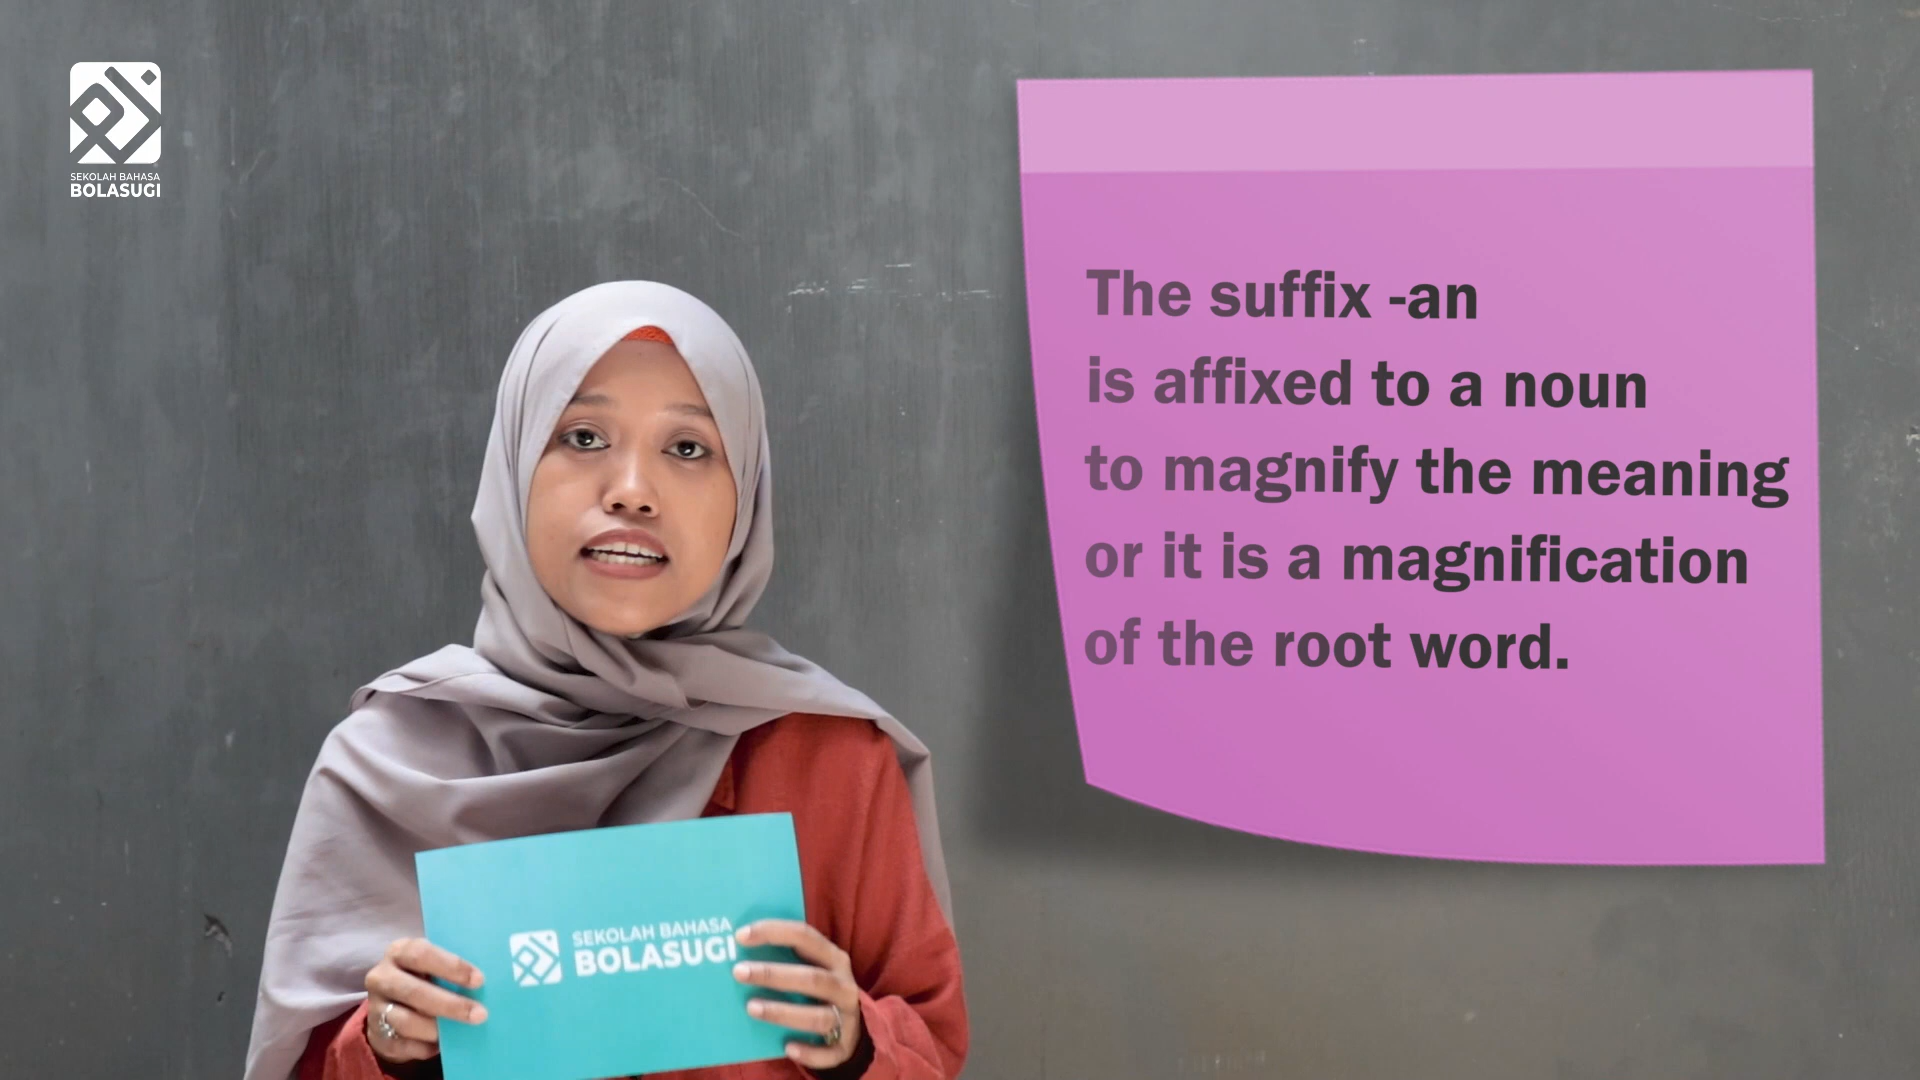 SEKOLAH BAHASA
BOLASUGI
The suffix -an
is affixed to a noun
to magnify the meaning
or it is a magnification
of the root word.
SEKOLAH BAHASA
BOLASUGI